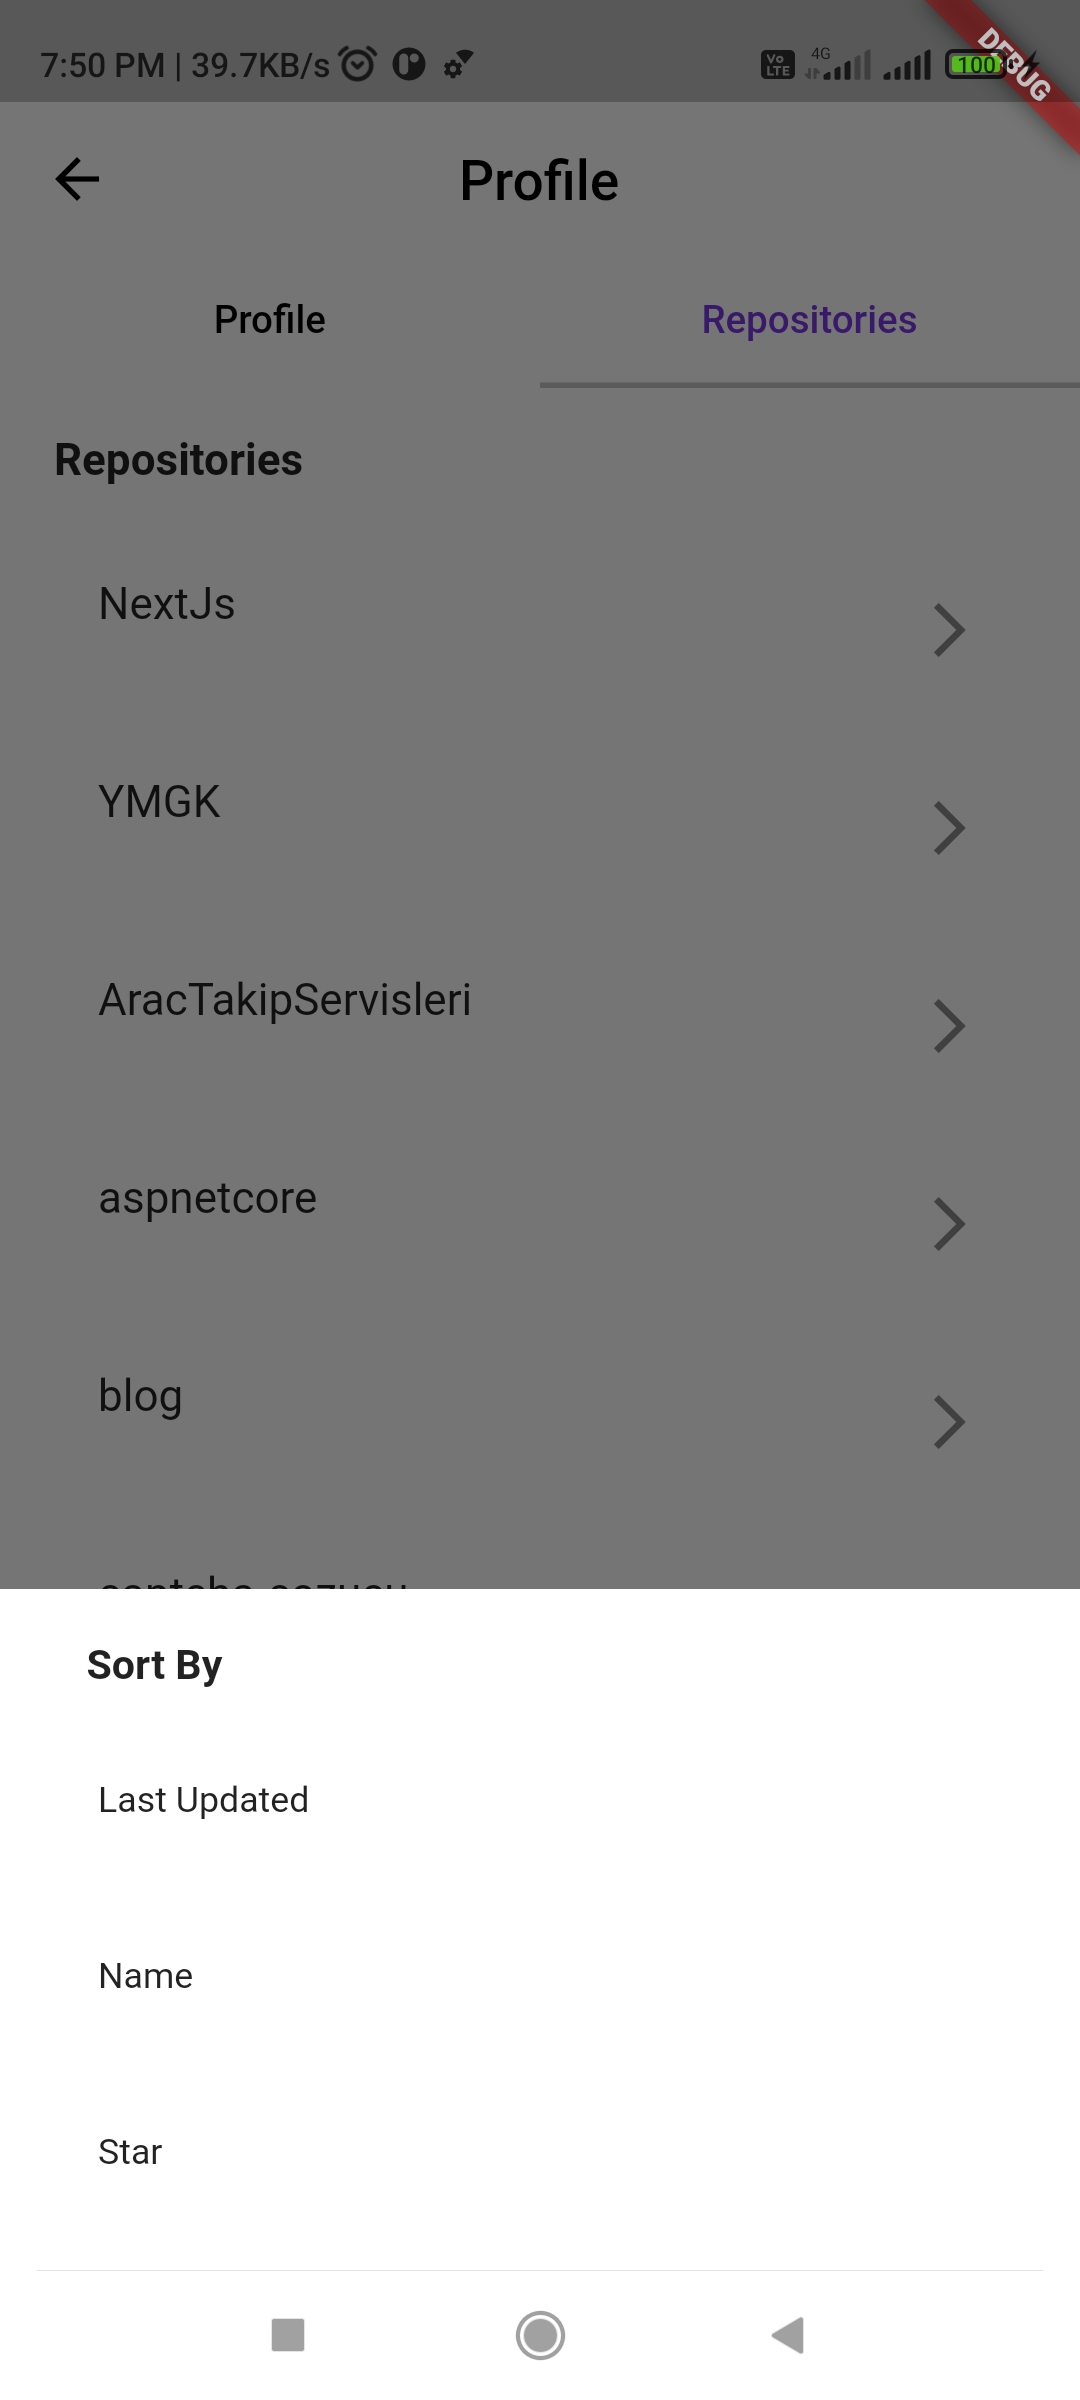 7:50 PM | 39.7KB/s
Vo
LTE
4G
100
DEBUG
Profile
Profile
Repositories
Repositories
NextJs
YMGK
AracTakipServisleri
aspnetcore
blog
Sort By
Last Updated
Name
Star